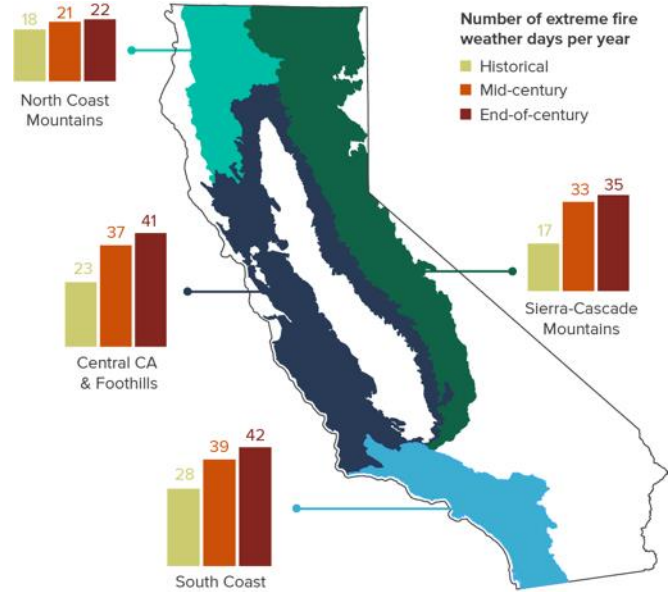 18 21 22
North Coast
Mountains
Number of extreme fire
weather days per year
Historical
Mid-century
End-of-century
23 37 41
Central CA
& Foothills
17 33 35
Sierra-Cascade
Mountains
28 39 42
South Coast